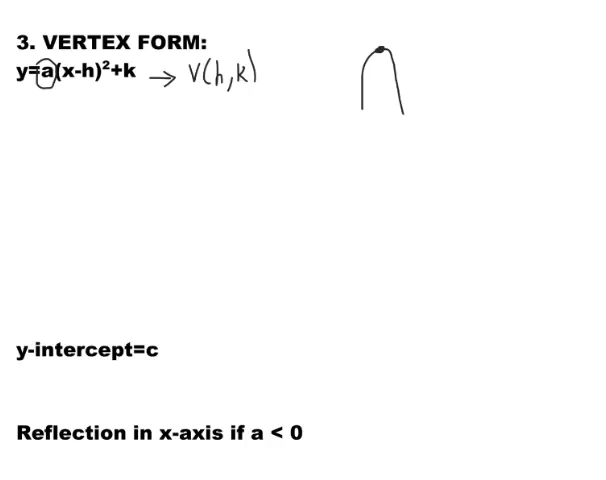 3. VERTEX FORM:
y=a(x-h)²+k → V(h,k)
y-intercept=c
Reflection in x-axis if a < 0